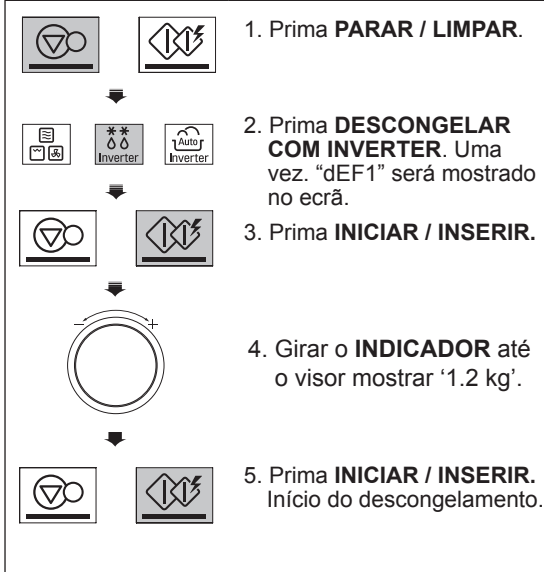 1. Prima PARAR / LIMPAR.
Inverter
Auto
Inverter
2. Prima DESCONGELAR
COM INVERTER. Uma
vez. “dEF1” será mostrado
no ecrã.
3. Prima INICIAR / INSERIR.
- +
4. Girar o INDICADOR até
o visor mostrar ‘1.2 kg’.
5. Prima INICIAR / INSERIR.
Início do descongelamento.